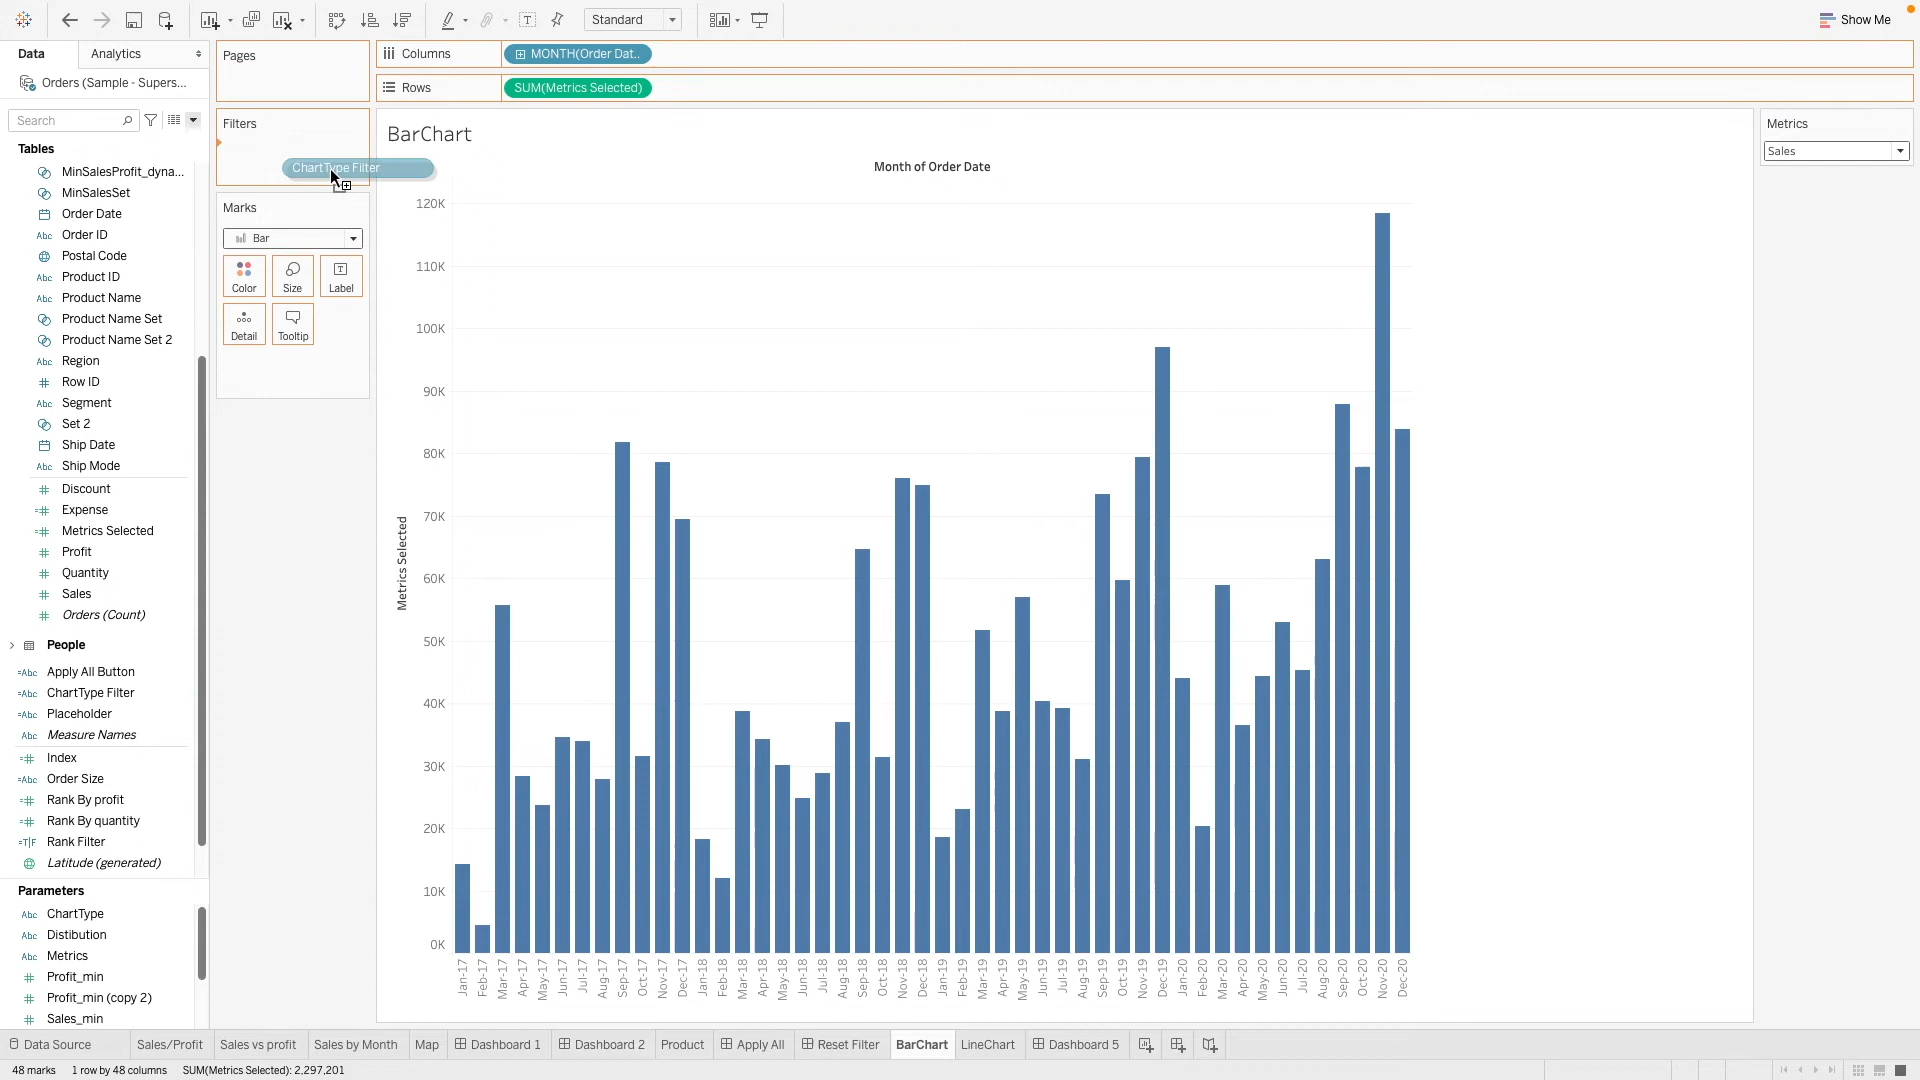 Standard
Show Me
Data
Analytics
Orders (Sample - Supers...
Search
Tables
MinSalesProfit_dyna...
MinSalesSet
Order Date
Order ID
Postal Code
Product ID
Product Name
Product Name Set
Product Name Set 2
Region
Row ID
Segment
Set 2
Ship Date
Ship Mode
Discount
Expense
Metrics Selected
Profit
Quantity
Sales
Orders (Count)
People
Apply All Button
ChartType Filter
Placeholder
Measure Names
Index
Order Size
Rank By profit
Rank By quantity
Rank Filter
Latitude (generated)
Parameters
ChartType
Distibution
Metrics
Profit_min
Profit_min (copy 2)
Sales_min
Pages
Filters
ChartType Filter
Marks
Bar
Color
Size
Label
Detail
Tooltip
Columns
MONTH(Order Dat..
Rows
SUM(Metrics Selected)
BarChart
Month of Order Date
Metrics Selected
120K
110K
100K
90K
80K
70K
60K
50K
40K
30K
20K
10K
0K
Jan-17
Feb-17
Mar-17
Apr-17
May-17
Jun-17
Jul-17
Aug-17
Sep-17
Oct-17
Nov-17
Dec-17
Jan-18
Feb-18
Mar-18
Apr-18
May-18
Jun-18
Jul-18
Aug-18
Sep-18
Oct-18
Nov-18
Dec-18
Jan-19
Feb-19
Mar-19
Apr-19
May-19
Jun-19
Jul-19
Aug-19
Sep-19
Oct-19
Nov-19
Dec-19
Jan-20
Feb-20
Mar-20
Apr-20
May-20
Jun-20
Jul-20
Aug-20
Sep-20
Oct-20
Nov-20
Dec-20
Metrics
Sales
Data Source
Sales/Profit
Sales vs profit
Sales by Month
Map
Dashboard 1
Dashboard 2
Product
Apply All
Reset Filter
BarChart
LineChart
Dashboard 5
48 marks
1 row by 48 columns
SUM(Metrics Selected): 2,297,201